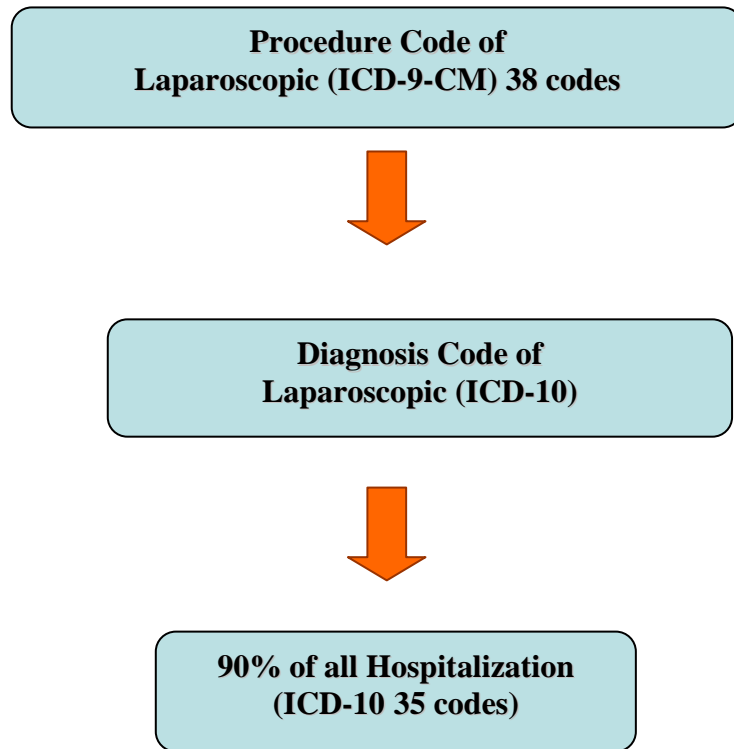 Procedure Code of
Laparoscopic (ICD-9-CM) 38 codes
Diagnosis Code of
Laparoscopic (ICD-10)
90% of all Hospitalization
(ICD-10 35 codes)